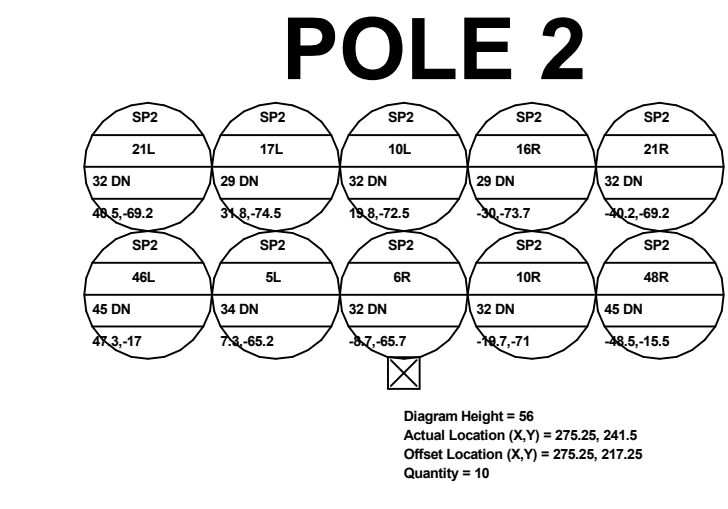 POLE 2
SP2 SP2 SP2 SP2 SP2
21L 17L 10L 16R 21R
32 DN 29 DN 32 DN 29 DN 32 DN
40.5,-69.2 31.8,-74.5 19.8,-72.5 -30,-73.7 -40.2,-69.2
SP2 SP2 SP2 SP2 SP2
46L 5L 6R 10R 48R
45 DN 34 DN 32 DN 32 DN 45 DN
47.3,-17 7.3,-65.2 -8.7,-65.7 -19.7,-71 -48.5,-15.5
Diagram Height = 56
Actual Location (X,Y) = 275.25, 241.5
Offset Location (X,Y) = 275.25, 217.25
Quantity = 10